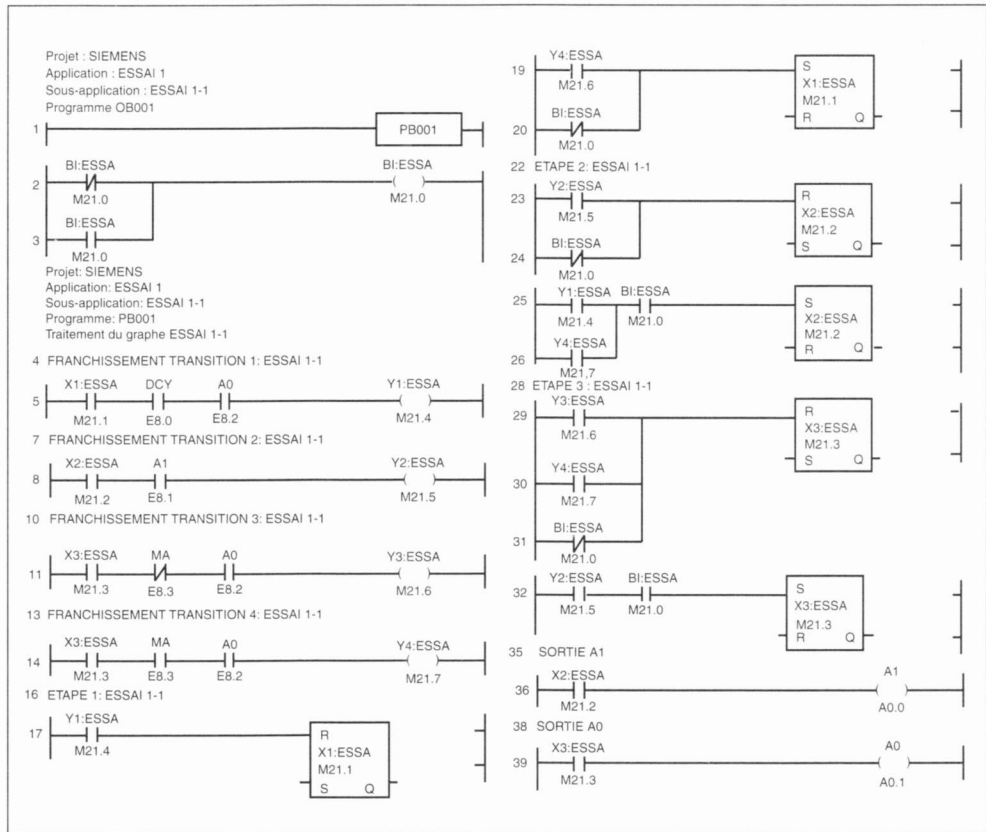 Projet : SIEMENS
Application : ESSAI 1
Sous-application : ESSAI 1-1
Programme OB001
1 PB001
BI:ESSA BI:ESSA
2
M21.0 M21.0
BI:ESSA
3
M21.0
Projet: SIEMENS
Application: ESSAI 1
Sous-application: ESSAI 1-1
Programme: PB001
Traitement du graphe ESSAI 1-1
4 FRANCHISSEMENT TRANSITION 1: ESSAI 1-1
X1:ESSA DCY A0 Y1:ESSA
5
M21.1 E8.0 E8.2 M21.4
7 FRANCHISSEMENT TRANSITION 2: ESSAI 1-1
X2:ESSA A1 Y2:ESSA
8
M21.2 E8.1 M21.5
10 FRANCHISSEMENT TRANSITION 3: ESSAI 1-1
X3:ESSA MA A0 Y3:ESSA
11
M21.3 E8.3 E8.2 M21.6
13 FRANCHISSEMENT TRANSITION 4: ESSAI 1-1
X3:ESSA MA A0 Y4:ESSA
14
M21.3 E8.3 E8.2 M21.7
16 ETAPE 1: ESSAI 1-1
Y1:ESSA
17 R
M21.4 X1:ESSA
M21.1
S Q
Y4:ESSA
19 S
M21.6 X1:ESSA
BI:ESSA M21.1
20 R Q
M21.0
22 ETAPE 2: ESSAI 1-1
Y2:ESSA
23 R
M21.5 X2:ESSA
BI:ESSA M21.2
24 S Q
M21.0
Y1:ESSA BI:ESSA
25 S
M21.4 M21.0 X2:ESSA
Y4:ESSA M21.2
26 R Q
M21,7
28 ETAPE 3 : ESSAI 1-1
Y3:ESSA
29 R
M21.6 X3:ESSA
M21.3
Y4:ESSA S Q
30
M21.7
BI:ESSA
31
M21.0
Y2:ESSA BI:ESSA
32 S
M21.5 M21.0 X3:ESSA
M21.3
R Q
35 SORTIE A1
X2:ESSA A1
36
M21.2 A0.0
38 SORTIE A0
X3:ESSA A0
39
M21.3 A0.1